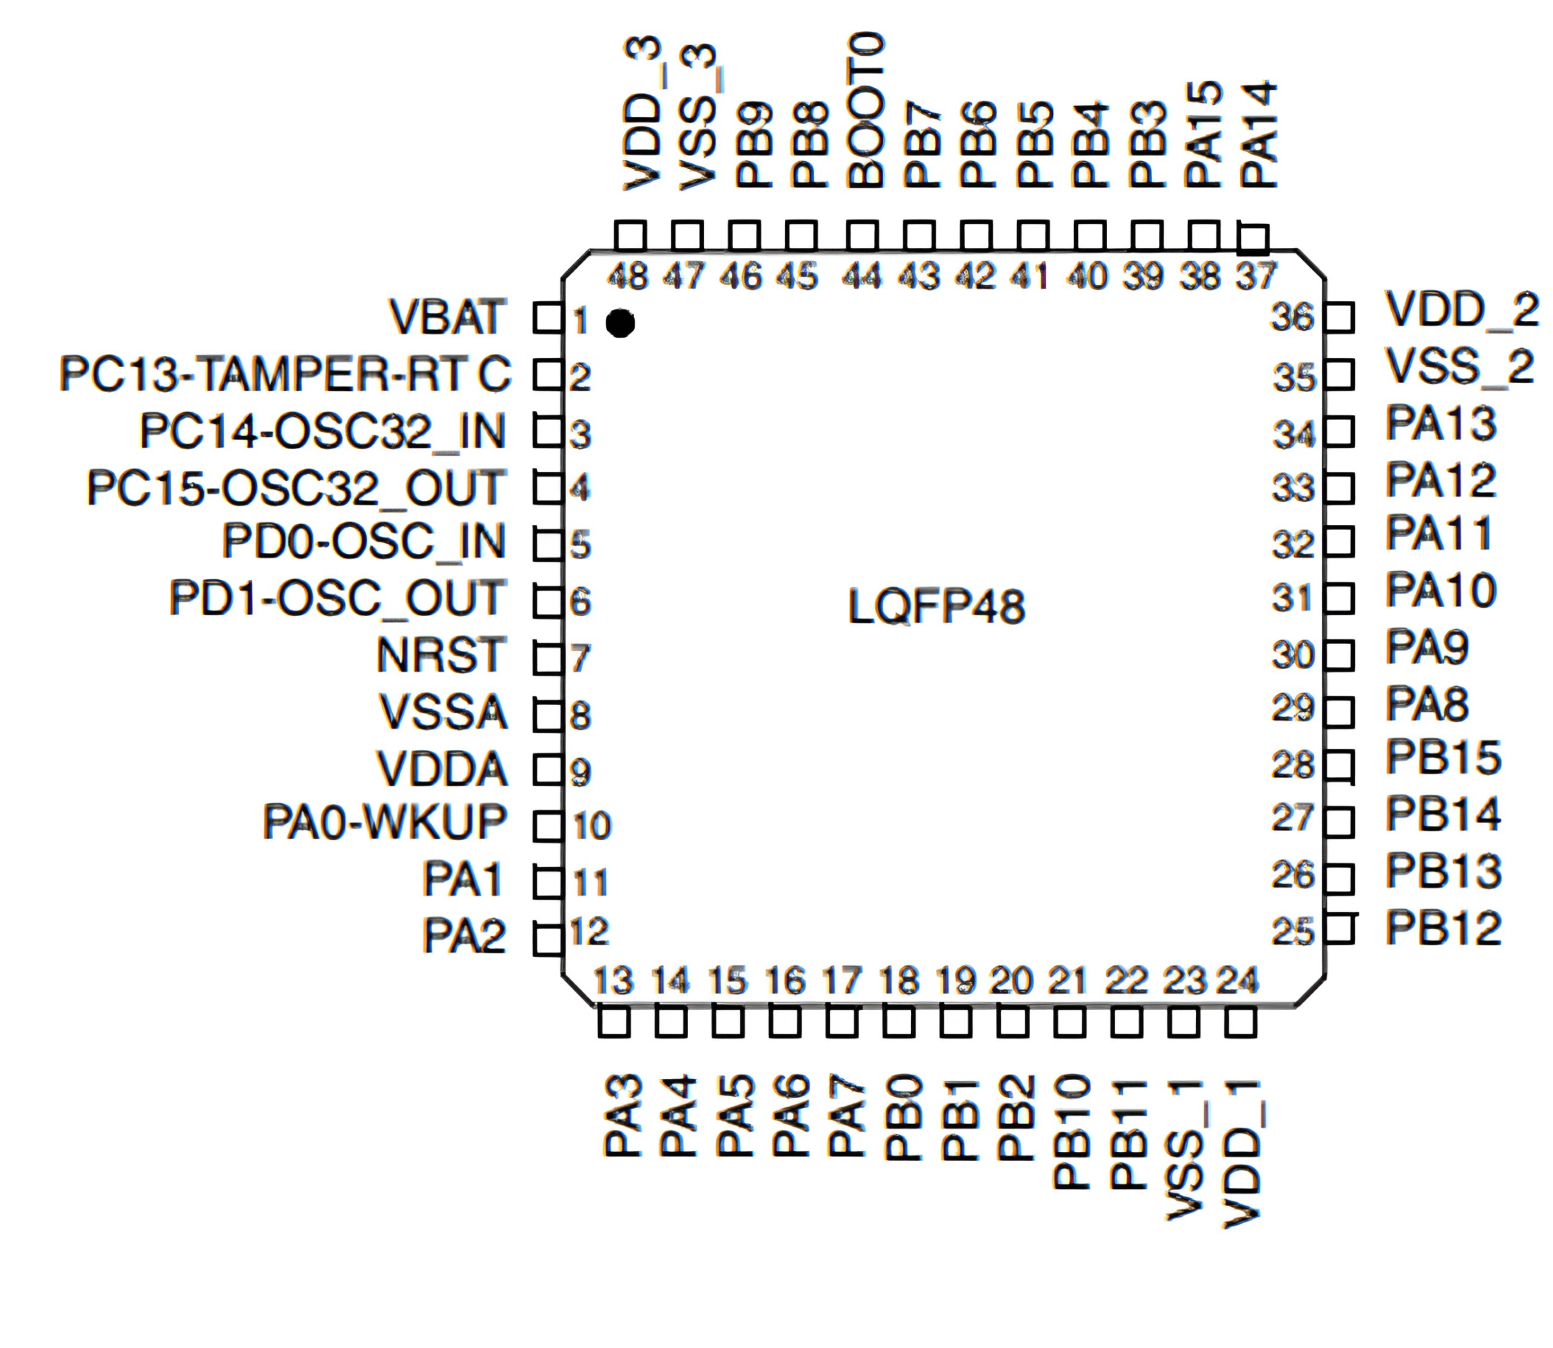 VDD_3
VSS_3
PB9
PB8
BOOT0
PB7
PB6
PB5
PB4
PB3
PA15
PA14
48 47 46 45 44 43 42 41 40 39 38 37
VBAT 1
36 VDD_2
PC13-TAMPER-RT C 2
35 VSS_2
PC14-OSC32_IN 3
34 PA13
PC15-OSC32_OUT 4
33 PA12
PD0-OSC_IN 5
32 PA11
PD1-OSC_OUT 6
LQFP48
31 PA10
NRST 7
30 PA9
VSSA 8
29 PA8
VDDA 9
28 PB15
PA0-WKUP 10
27 PB14
PA1 11
26 PB13
PA2 12
25 PB12
13 14 15 16 17 18 19 20 21 22 23 24
PA3
PA4
PA5
PA6
PA7
PB0
PB1
PB2
PB10
PB11
VSS_1
VDD_1